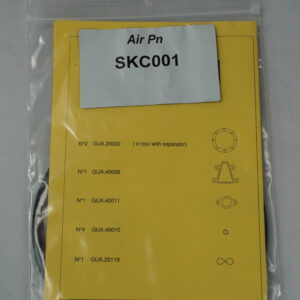 Air Pn
SKC001
N°2 GUA.20002 ( in box with separator)
N°1 GUA.40008
N°1 GUA.40011
N°4 GUA.40010
N°1 GUA.20118